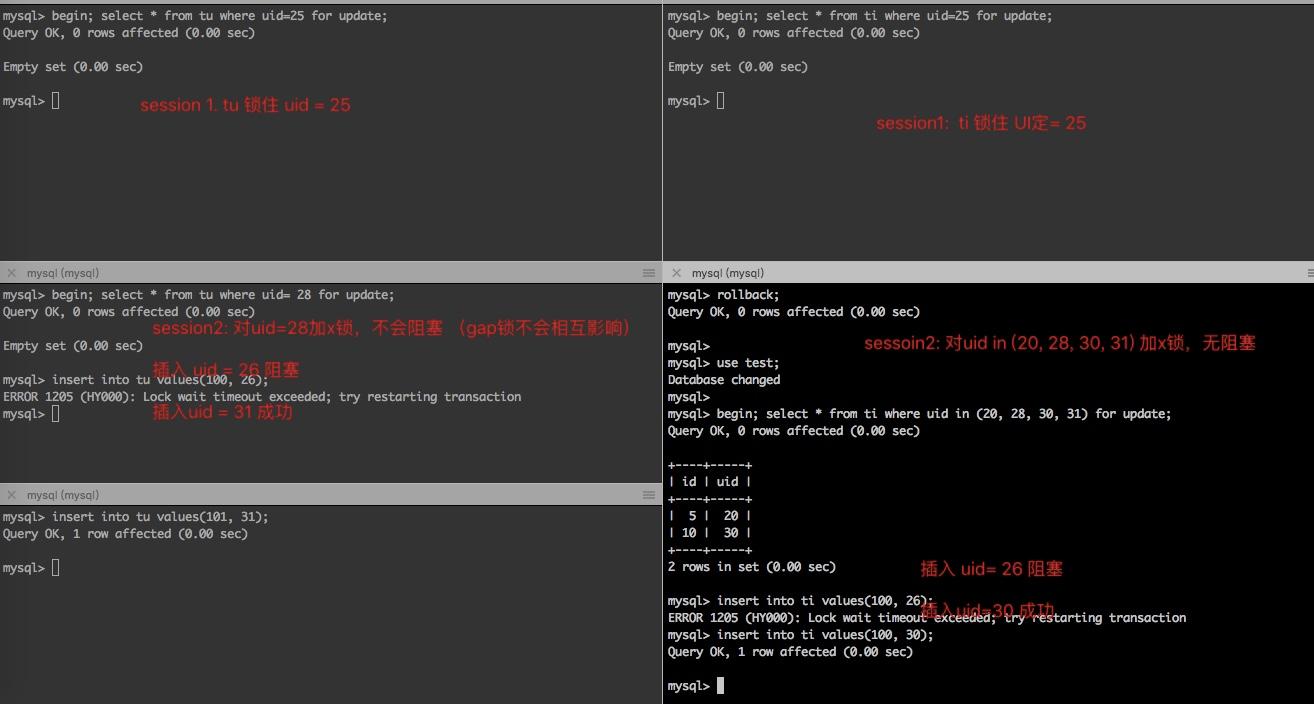 mysql> begin; select * from tu where uid=25 for update;
Query OK, 0 rows affected (0.00 sec)
Empty set (0.00 sec)
mysql>
session 1. tu 锁住 uid = 25
mysql> begin; select * from ti where uid=25 for update;
Query OK, 0 rows affected (0.00 sec)
Empty set (0.00 sec)
mysql>
session1: ti 锁住 UI定= 25
mysql (mysql)
mysql> begin; select * from tu where uid= 28 for update;
Query OK, 0 rows affected (0.00 sec)
session2: 对uid=28加x锁，不会阻塞 （gap锁不会相互影响）
Empty set (0.00 sec)
插入 uid = 26 阻塞
mysql> insert into tu values(100, 26);
ERROR 1205 (HY000): Lock wait timeout exceeded; try restarting transaction
mysql>
插入uid = 31 成功
mysql (mysql)
mysql> insert into tu values(101, 31);
Query OK, 1 row affected (0.00 sec)
mysql>
mysql (mysql)
mysql> rollback;
Query OK, 0 rows affected (0.00 sec)
sessoin2: 对uid in (20, 28, 30, 31) 加x锁，无阻塞
mysql>
mysql> use test;
Database changed
mysql>
mysql> begin; select * from ti where uid in (20, 28, 30, 31) for update;
Query OK, 0 rows affected (0.00 sec)
+----+-----+
| id | uid |
+----+-----+
|  5 |  20 |
| 10 |  30 |
+----+-----+
2 rows in set (0.00 sec)
插入 uid= 26 阻塞
mysql> insert into ti values(100, 26);
插入uid=30 成功
ERROR 1205 (HY000): Lock wait timeout exceeded; try restarting transaction
mysql> insert into ti values(100, 30);
Query OK, 1 row affected (0.00 sec)
mysql>